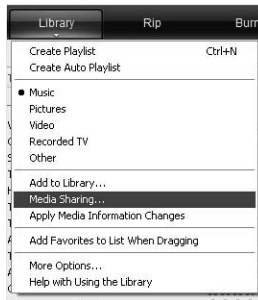 Library Rip Burn
Create Playlist Ctrl+N
Create Auto Playlist
Music
Pictures
Video
Recorded TV
Other
Add to Library...
Media Sharing...
Apply Media Information Changes
Add Favorites to List When Dragging
More Options...
Help with Using the Library